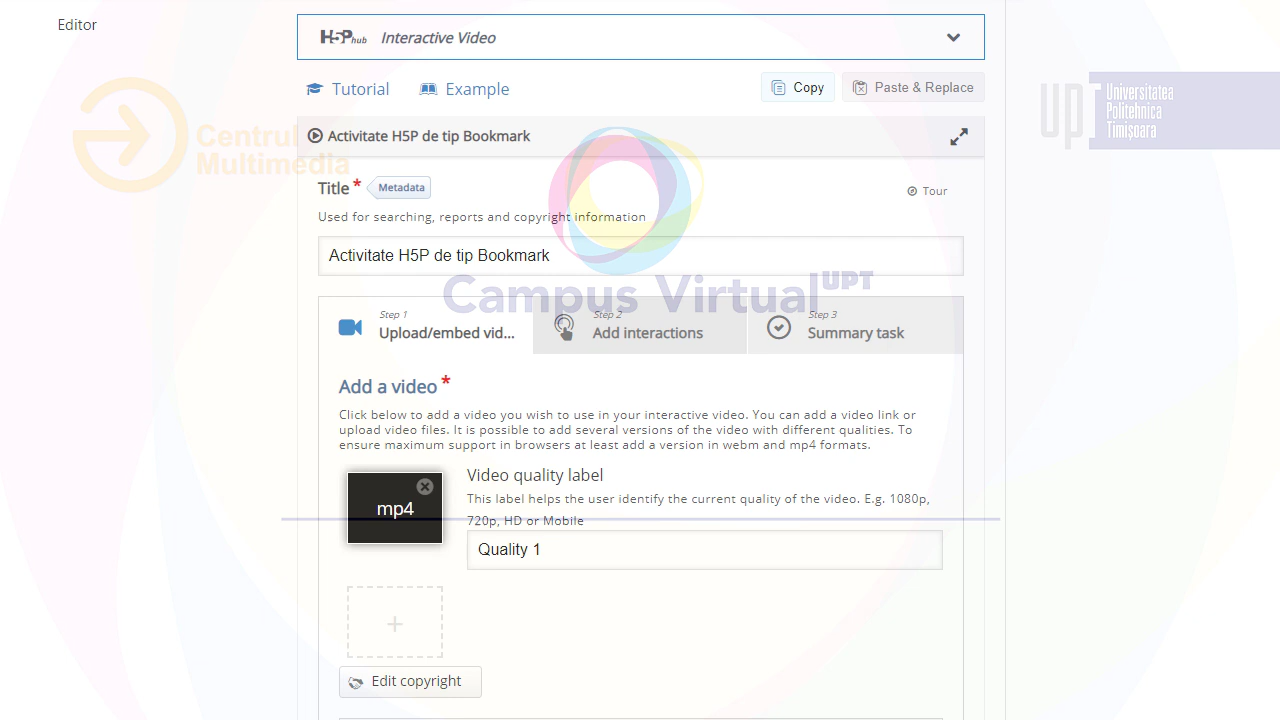 Editor
H5P hub Interactive Video
Tutorial Example Copy Paste & Replace
Centrul
Multimedia
UPT Universitatea
Politehnica
Timișoara
Activitate H5P de tip Bookmark
Title * Metadata Tour
Used for searching, reports and copyright information
Activitate H5P de tip Bookmark
Campus Virtual UPT
Step 1
Upload/embed vid...
Step 2
Add interactions
Step 3
Summary task
Add a video *
Click below to add a video you wish to use in your interactive video. You can add a video link or
upload video files. It is possible to add several versions of the video with different qualities. To
ensure maximum support in browsers at least add a version in webm and mp4 formats.
mp4
Video quality label
This label helps the user identify the current quality of the video. E.g. 1080p,
720p, HD or Mobile
Quality 1
+
Edit copyright